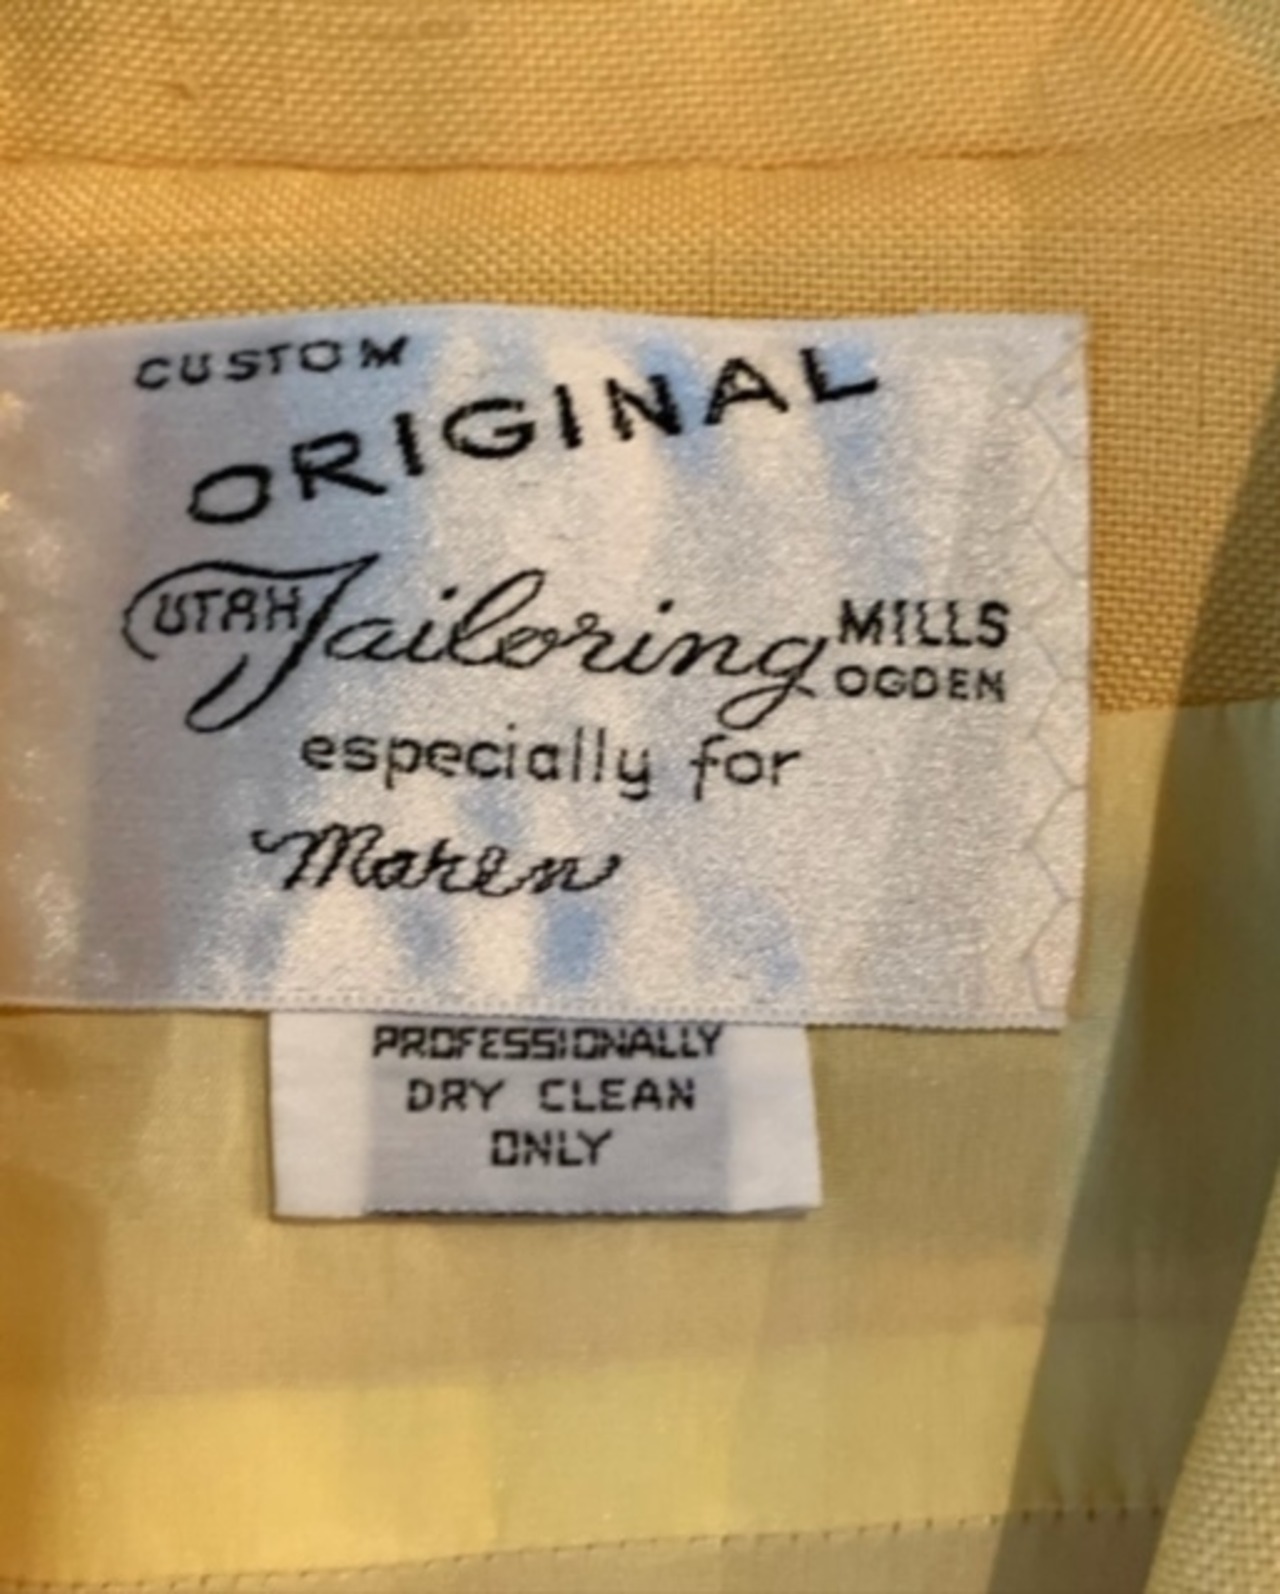 CUSTOM
ORIGINAL
UTAH Tailoring MILLS
OGDEN
especially for
Maren
PROFESSIONALLY
DRY CLEAN
ONLY